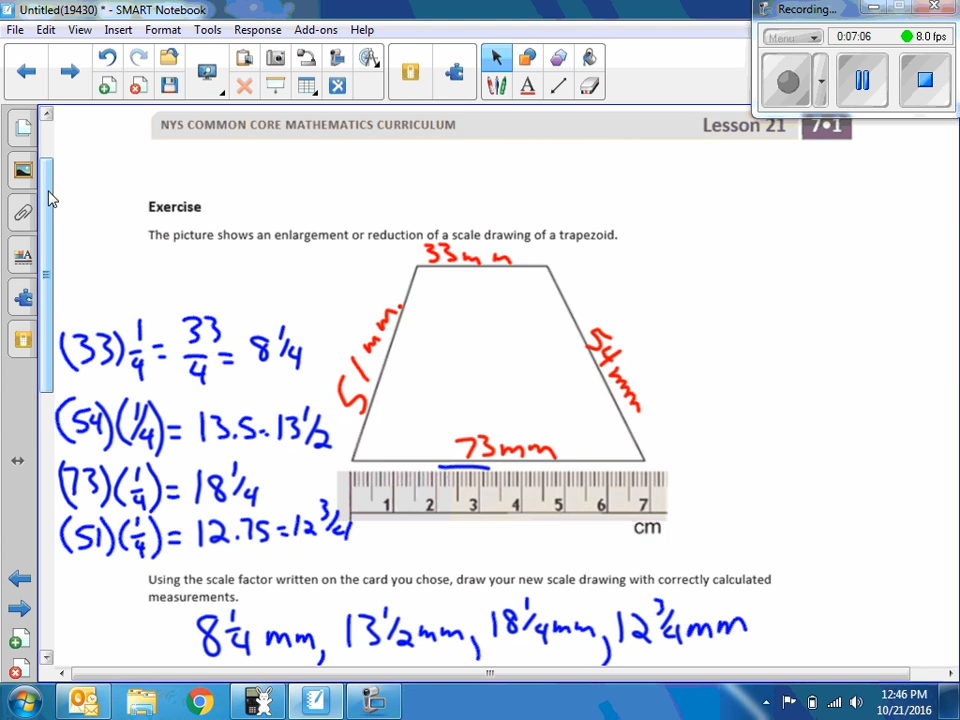 Untitled(19430) * - SMART Notebook
Recording...
File Edit View Insert Format Tools Response Add-ons Help
Menu 0:07:06 8.0 fps
NYS COMMON CORE MATHEMATICS CURRICULUM Lesson 21 7•1
Exercise
The picture shows an enlargement or reduction of a scale drawing of a trapezoid.
33mm
51mm.
54mm
73mm
(33)1/4 = 33/4 = 8 1/4
(54)(1/4) = 13.5 = 13 1/2
(73)(1/4) = 18 1/4
(51)(1/4) = 12.75 = 12 3/4
1 2 3 4 5 6 7
cm
Using the scale factor written on the card you chose, draw your new scale drawing with correctly calculated
measurements.
8 1/4 mm, 13 1/2 mm, 18 1/4 mm, 12 3/4 mm
12:46 PM
10/21/2016